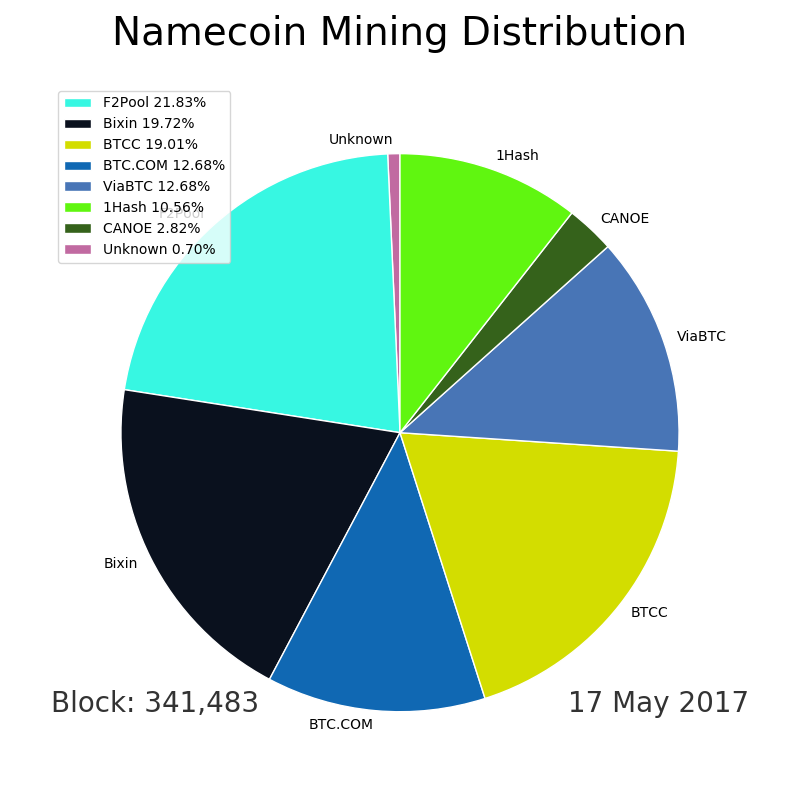 Namecoin Mining Distribution
F2Pool 21.83%
Bixin 19.72%
BTCC 19.01%
BTC.COM 12.68%
ViaBTC 12.68%
1Hash 10.56%
CANOE 2.82%
Unknown 0.70%
Unknown
1Hash
F2Pool
CANOE
ViaBTC
Bixin
BTCC
BTC.COM
Block: 341,483
17 May 2017